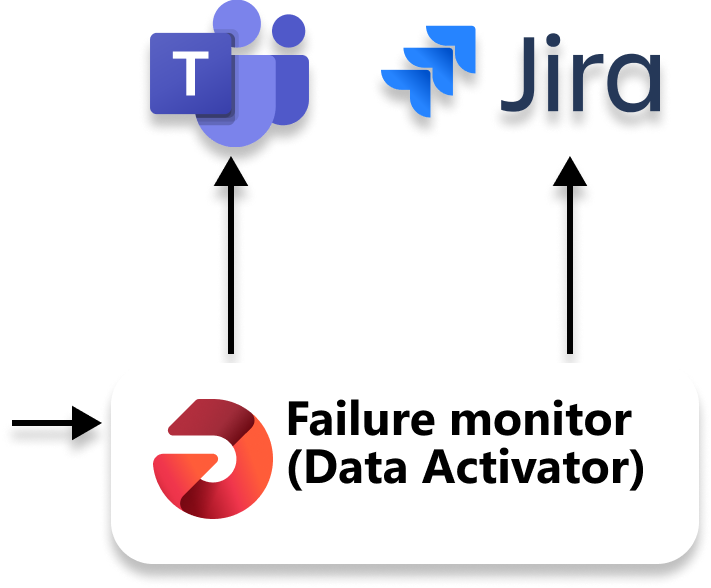 T
Jira
Failure monitor
(Data Activator)